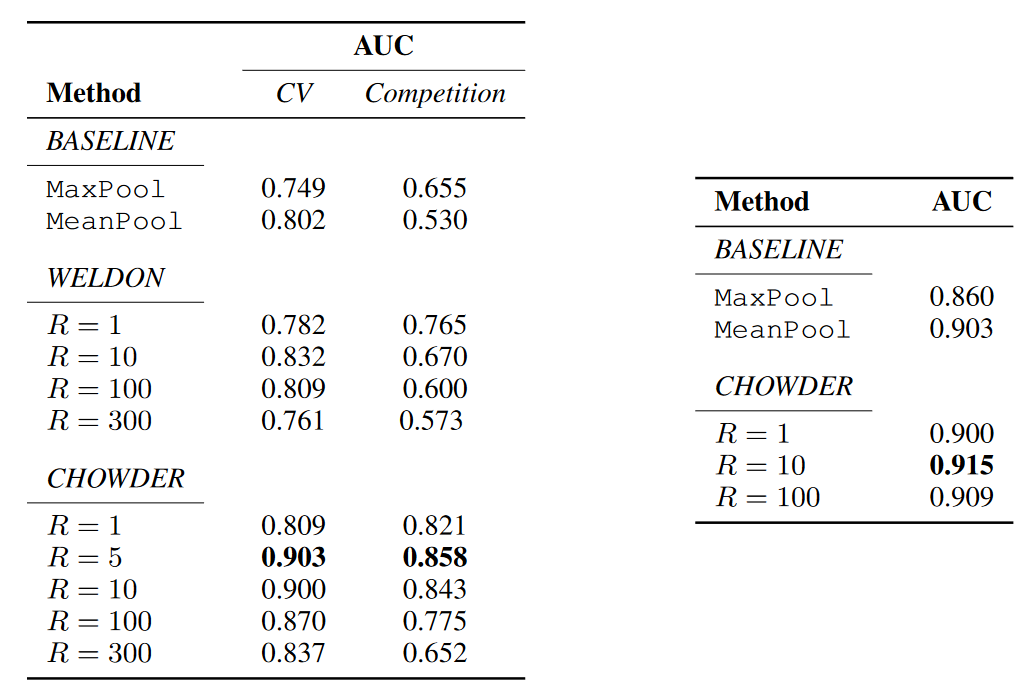 AUC
Method CV Competition
BASELINE
MaxPool 0.749 0.655
MeanPool 0.802 0.530
WELDON
R = 1 0.782 0.765
R = 10 0.832 0.670
R = 100 0.809 0.600
R = 300 0.761 0.573
CHOWDER
R = 1 0.809 0.821
R = 5 0.903 0.858
R = 10 0.900 0.843
R = 100 0.870 0.775
R = 300 0.837 0.652
Method AUC
BASELINE
MaxPool 0.860
MeanPool 0.903
CHOWDER
R = 1 0.900
R = 10 0.915
R = 100 0.909